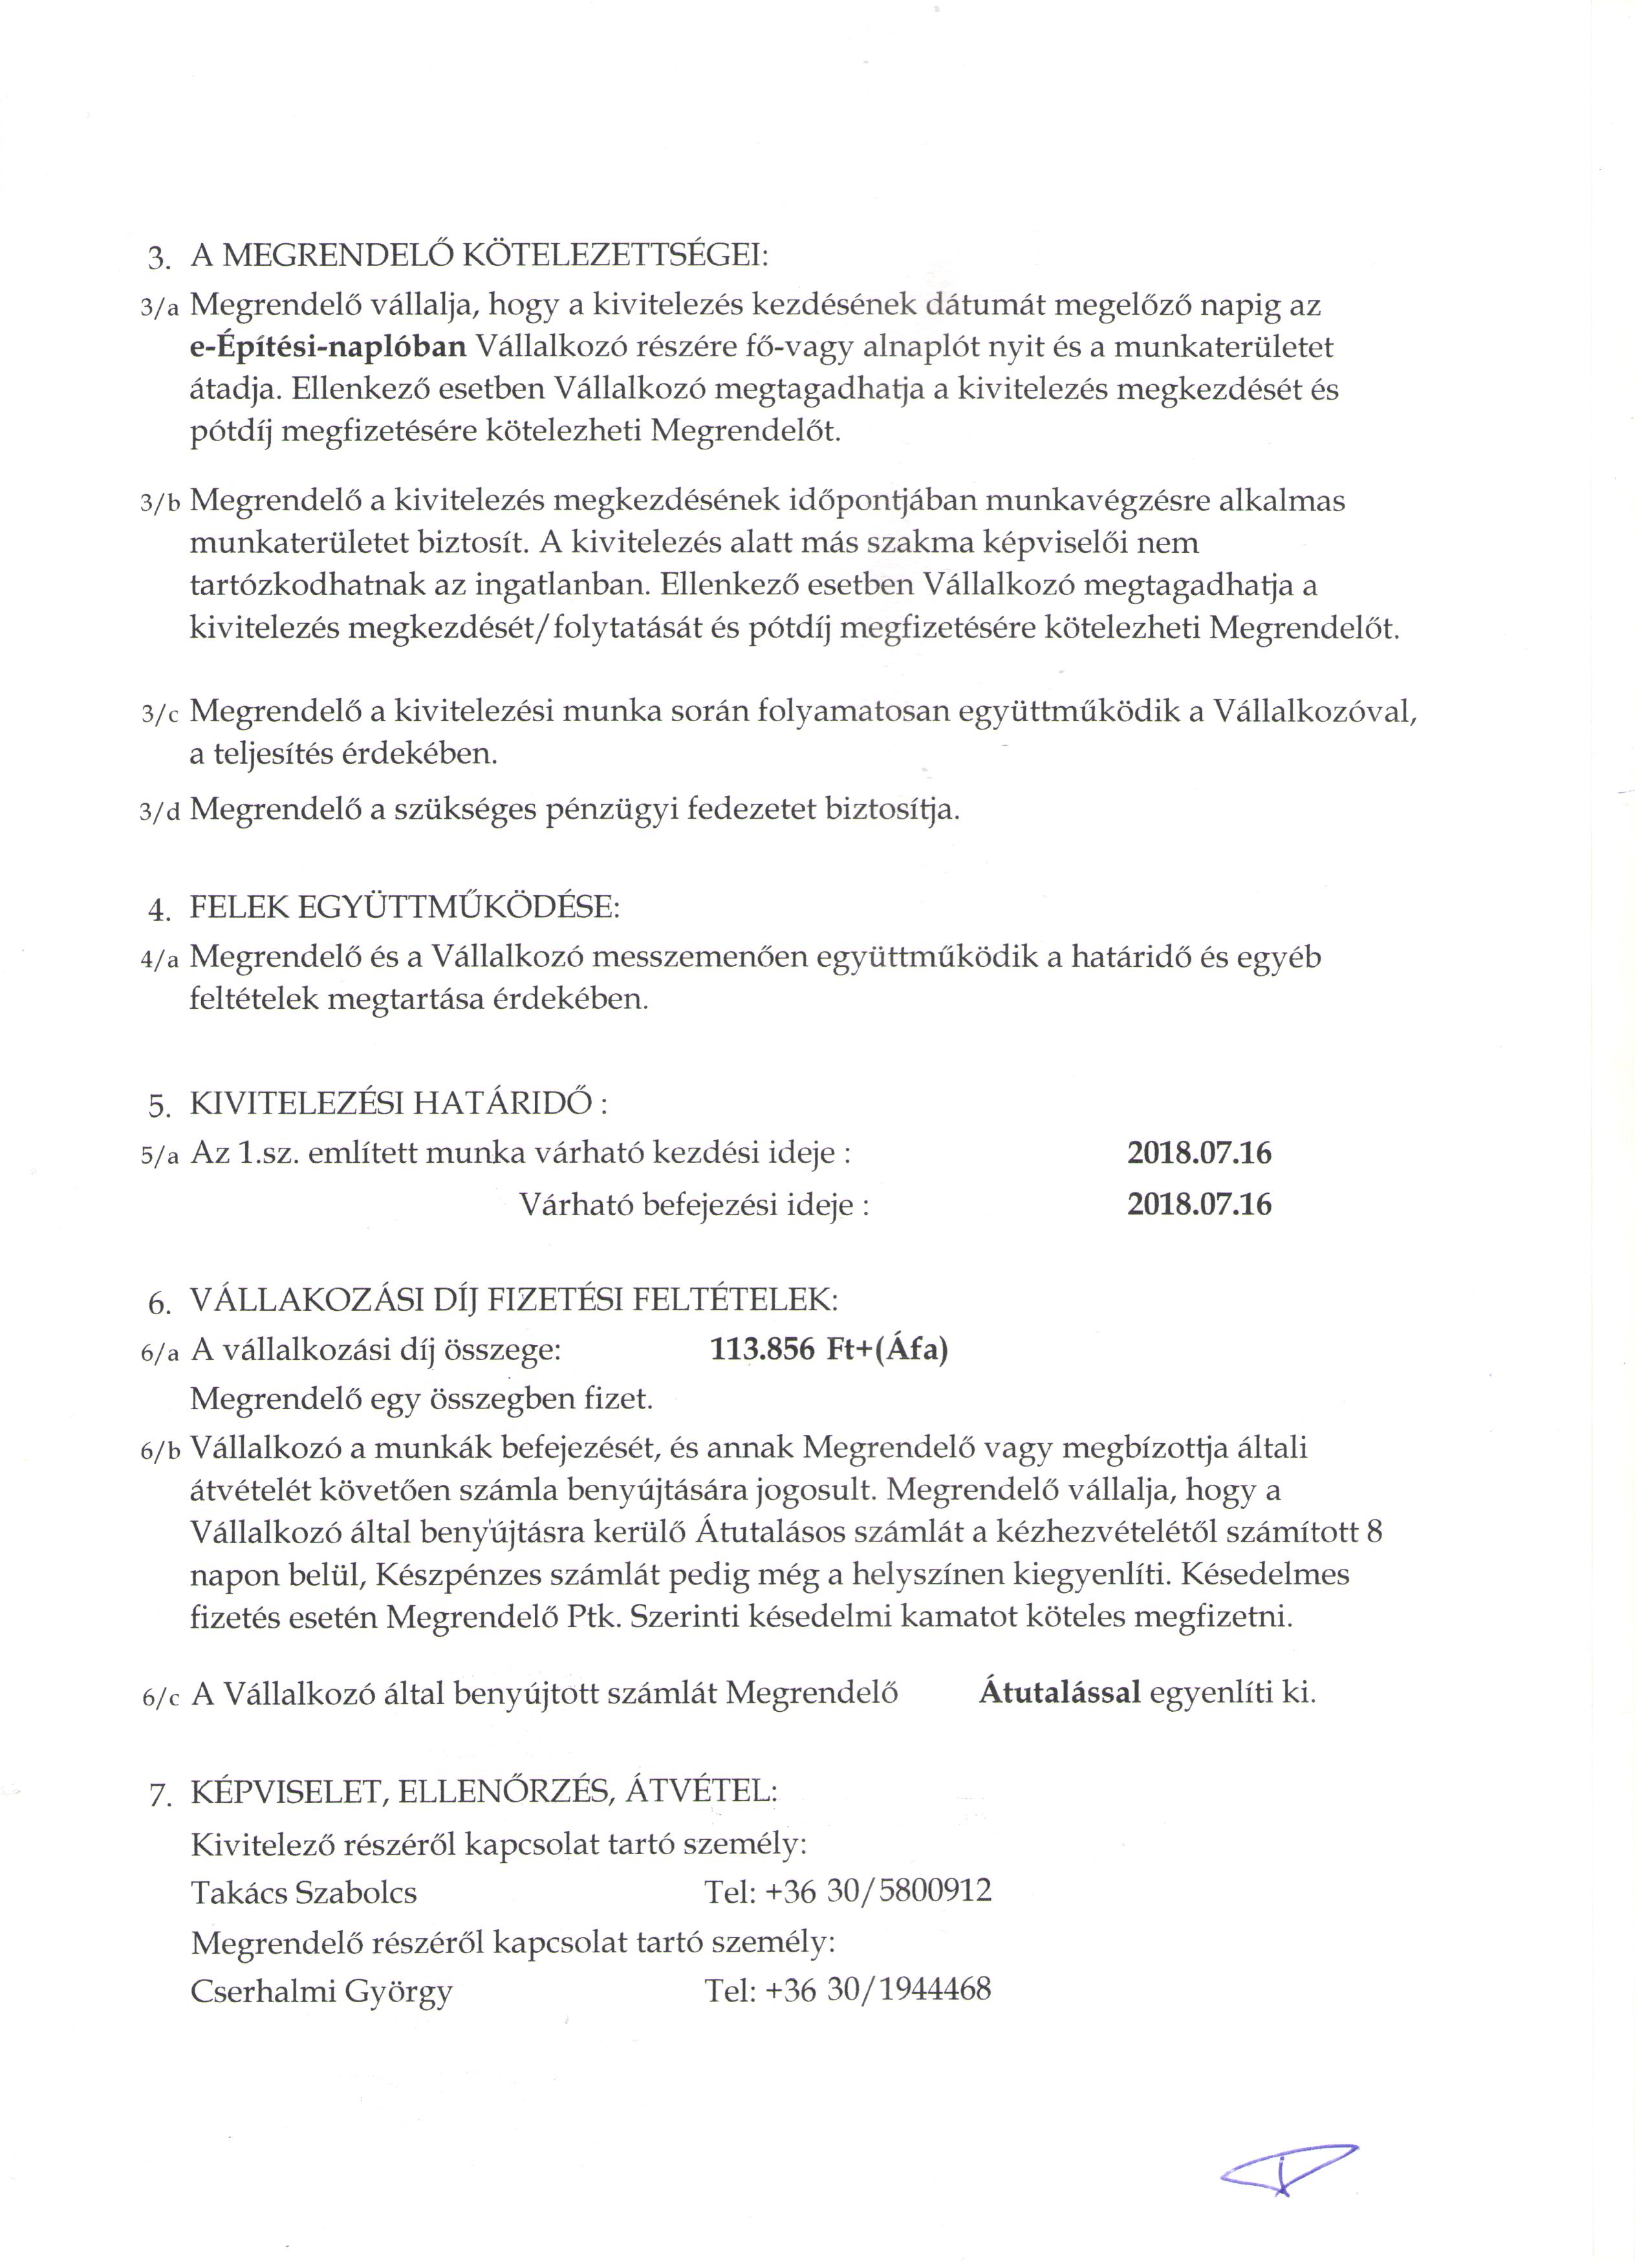 3. A MEGRENDELŐ KÖTELEZETTSÉGEI:
3/a Megrendelő vállalja, hogy a kivitelezés kezdésének dátumát megelőző napig az
e-Építési-naplóban Vállalkozó részére fő-vagy alnaplót nyit és a munkaterületet
átadja. Ellenkező esetben Vállalkozó megtagadhatja a kivitelezés megkezdését és
pótdíj megfizetésére kötelezheti Megrendelőt.
3/b Megrendelő a kivitelezés megkezdésének időpontjában munkavégzésre alkalmas
munkaterületet biztosít. A kivitelezés alatt más szakma képviselői nem
tartózkodhatnak az ingatlanban. Ellenkező esetben Vállalkozó megtagadhatja a
kivitelezés megkezdését/folytatását és pótdíj megfizetésére kötelezheti Megrendelőt.
3/c Megrendelő a kivitelezési munka során folyamatosan együttműködik a Vállalkozóval,
a teljesítés érdekében.
3/d Megrendelő a szükséges pénzügyi fedezetet biztosítja.
4. FELEK EGYÜTTMŰKÖDÉSE:
4/a Megrendelő és a Vállalkozó messzemenően együttműködik a határidő és egyéb
feltételek megtartása érdekében.
5. KIVITELEZÉSI HATÁRIDŐ :
5/a Az 1.sz. említett munka várható kezdési ideje : 2018.07.16
Várható befejezési ideje : 2018.07.16
6. VÁLLAKOZÁSI DÍJ FIZETÉSI FELTÉTELEK:
6/a A vállalkozási díj összege: 113.856 Ft+(Áfa)
Megrendelő egy összegben fizet.
6/b Vállalkozó a munkák befejezését, és annak Megrendelő vagy megbízottja általi
átvételét követően számla benyújtására jogosult. Megrendelő vállalja, hogy a
Vállalkozó által benyújtásra kerülő Átutalásos számlát a kézhezvételétől számított 8
napon belül, Készpénzes számlát pedig még a helyszínen kiegyenlíti. Késedelmes
fizetés esetén Megrendelő Ptk. Szerinti késedelmi kamatot köteles megfizetni.
6/c A Vállalkozó által benyújtott számlát Megrendelő Átutalással egyenlíti ki.
7. KÉPVISELET, ELLENŐRZÉS, ÁTVÉTEL:
Kivitelező részéről kapcsolat tartó személy:
Takács Szabolcs Tel: +36 30/5800912
Megrendelő részéről kapcsolat tartó személy:
Cserhalmi György Tel: +36 30/1944468